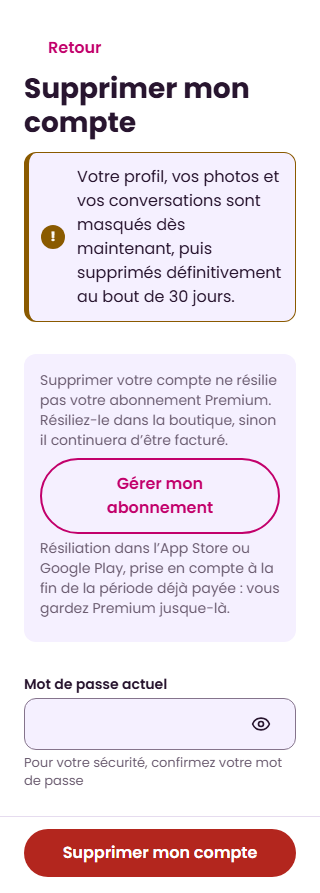 Retour
Supprimer mon
compte
Votre profil, vos photos et
vos conversations sont
masqués dès
maintenant, puis
supprimés définitivement
au bout de 30 jours.
Supprimer votre compte ne résilie
pas votre abonnement Premium.
Résiliez-le dans la boutique, sinon
il continuera d’être facturé.
Gérer mon
abonnement
Résiliation dans l’App Store ou
Google Play, prise en compte à la
fin de la période déjà payée : vous
gardez Premium jusque-là.
Mot de passe actuel
Pour votre sécurité, confirmez votre mot
de passe
Supprimer mon compte